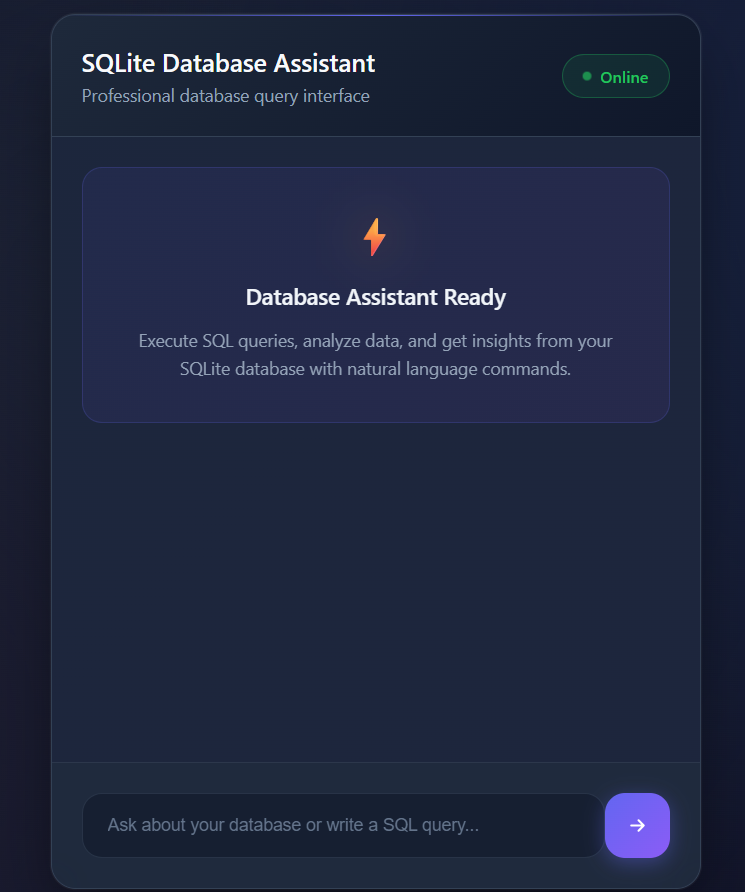 SQLite Database Assistant
Professional database query interface
Online
Database Assistant Ready
Execute SQL queries, analyze data, and get insights from your
SQLite database with natural language commands.
Ask about your database or write a SQL query...